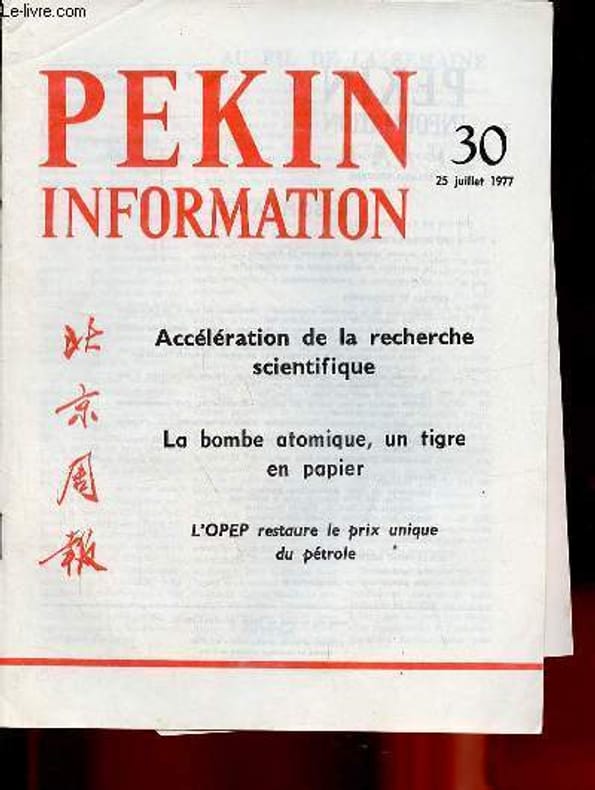 Le-livre.com
PEKIN
INFORMATION
30
25 juillet 1977
北京周報
Accélération de la recherche
scientifique
La bombe atomique, un tigre
en papier
L'OPEP restaure le prix unique
du pétrole